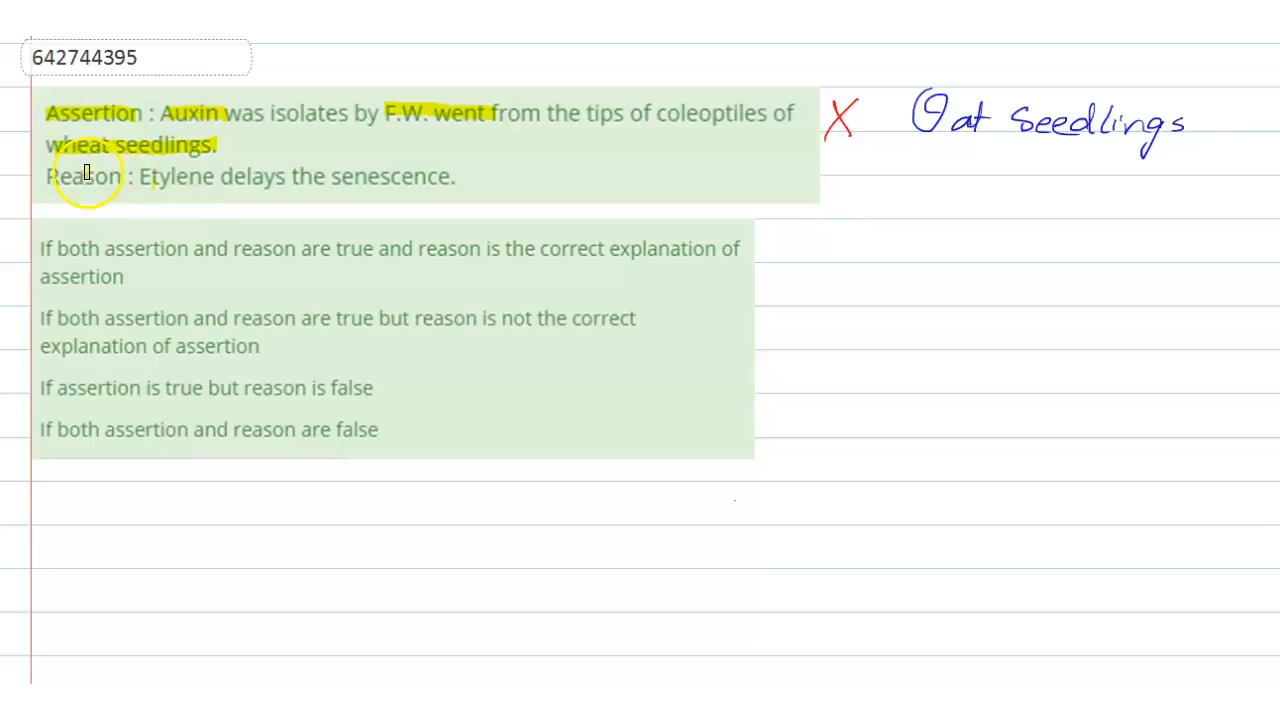 642744395
Assertion : Auxin was isolates by F.W. went from the tips of coleoptiles of
wheat seedlings.
X Oat Seedlings
Reason : Etylene delays the senescence.
If both assertion and reason are true and reason is the correct explanation of
assertion
If both assertion and reason are true but reason is not the correct
explanation of assertion
If assertion is true but reason is false
If both assertion and reason are false